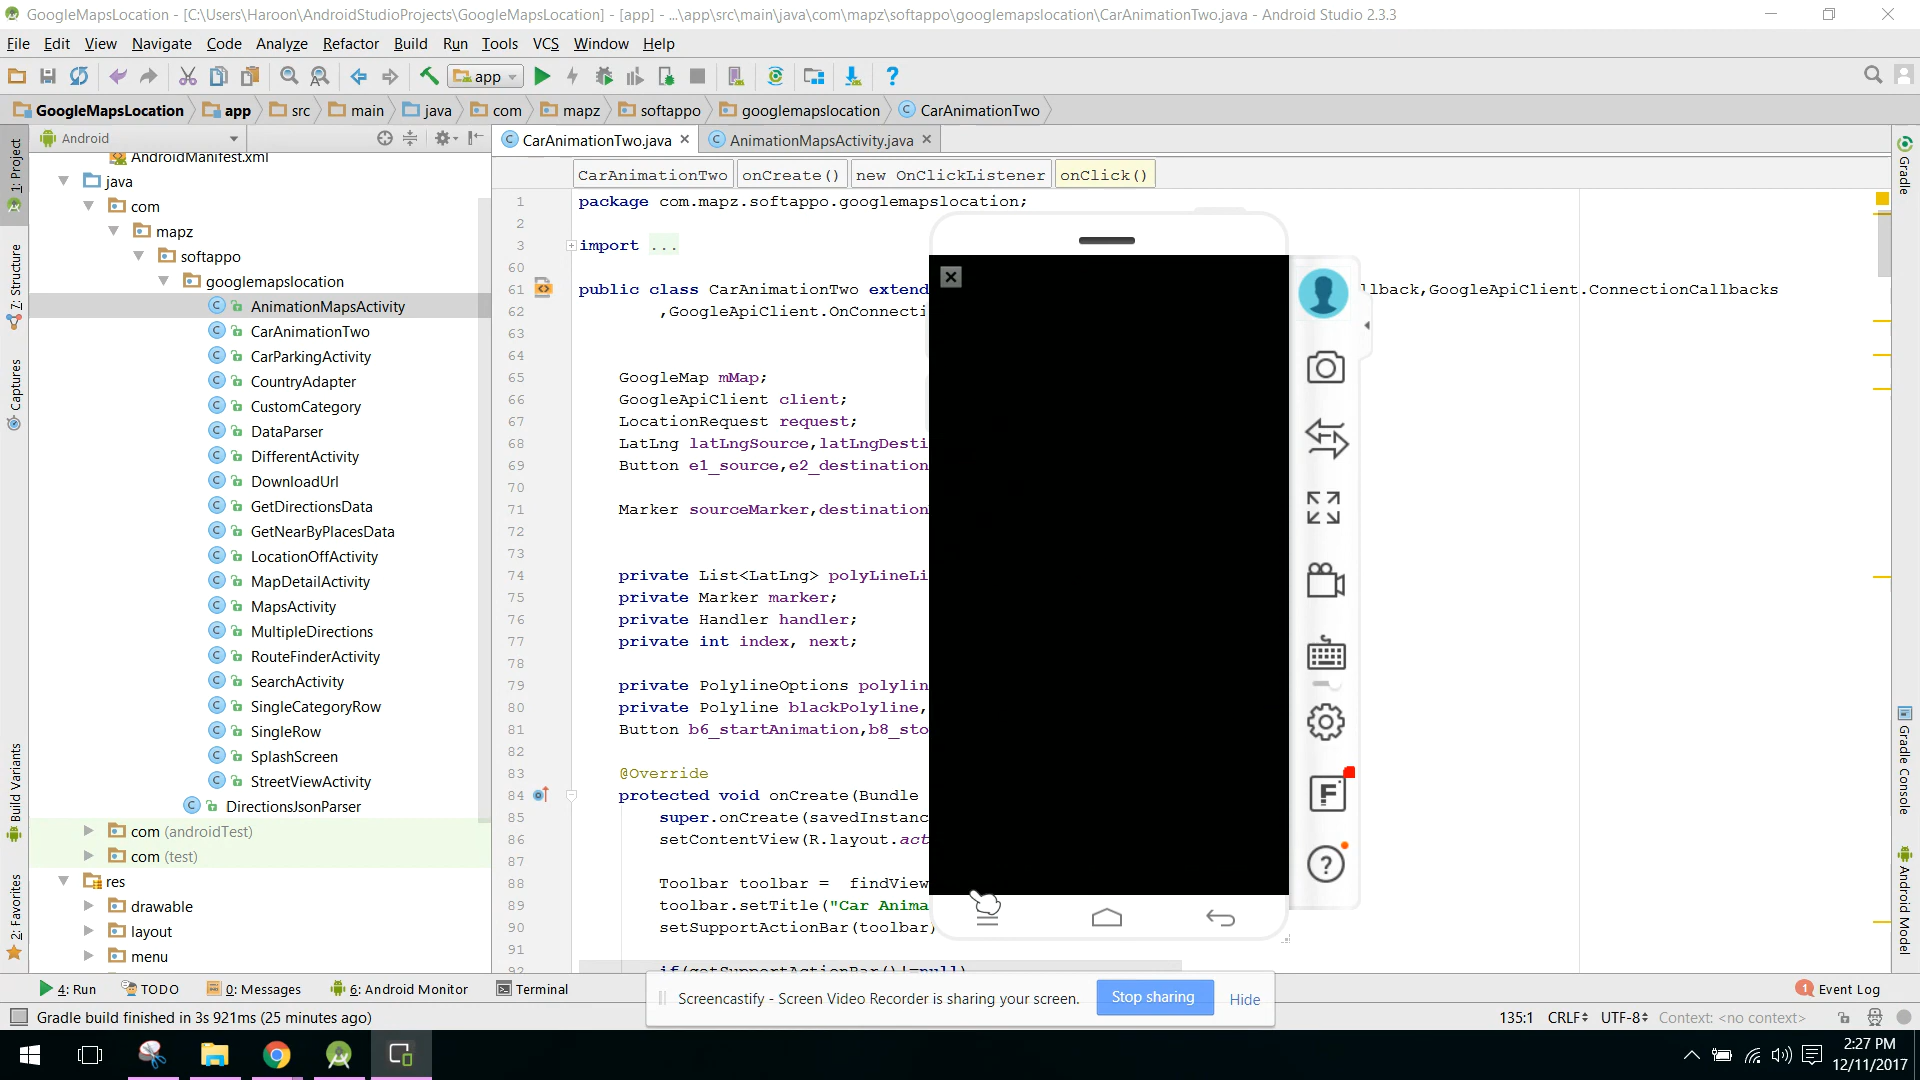 GoogleMapsLocation - [C:\Users\Haroon\AndroidStudioProjects\GoogleMapsLocation] - [app] - ...\app\src\main\java\com\mapz\softappo\googlemapslocation\CarAnimationTwo.java - Android Studio 2.3.3
File Edit View Navigate Code Analyze Refactor Build Run Tools VCS Window Help
app
GoogleMapsLocation app src main java com mapz softappo googlemapslocation CarAnimationTwo
Android
CarAnimationTwo.java AnimationMapsActivity.java
CarAnimationTwo onCreate() new OnClickListener onClick()
1: Project
Z: Structure
Captures
Build Variants
2: Favorites
AndroidManifest.xml
java
com
mapz
softappo
googlemapslocation
AnimationMapsActivity
CarAnimationTwo
CarParkingActivity
CountryAdapter
CustomCategory
DataParser
DifferentActivity
DownloadUrl
GetDirectionsData
GetNearByPlacesData
LocationOffActivity
MapDetailActivity
MapsActivity
MultipleDirections
RouteFinderActivity
SearchActivity
SingleCategoryRow
SingleRow
SplashScreen
StreetViewActivity
DirectionsJsonParser
com (androidTest)
com (test)
res
drawable
layout
menu
1 package com.mapz.softappo.googlemapslocation;
2
3 import ...
60
61 public class CarAnimationTwo extend llback,GoogleApiClient.ConnectionCallbacks
62 ,GoogleApiClient.OnConnecti
63
64
65 GoogleMap mMap;
66 GoogleApiClient client;
67 LocationRequest request;
68 LatLng latLngSource,latLngDesti
69 Button e1_source,e2_destination
70
71 Marker sourceMarker,destination
72
73
74 private List<LatLng> polyLineLi
75 private Marker marker;
76 private Handler handler;
77 private int index, next;
78
79 private PolylineOptions polylin
80 private Polyline blackPolyline,
81 Button b6_startAnimation,b8_sto
82
83 @Override
84 protected void onCreate(Bundle
85 super.onCreate(savedInstanc
86 setContentView(R.layout.act
87
88 Toolbar toolbar = findView
89 toolbar.setTitle("Car Anima
90 setSupportActionBar(toolbar)
91
92 if(getSupportActionBar()!=null)
F
?
Gradle
Gradle Console
Android Model
4: Run TODO 0: Messages 6: Android Monitor Terminal
Screencastify - Screen Video Recorder is sharing your screen. Stop sharing Hide
1 Event Log
Gradle build finished in 3s 921ms (25 minutes ago)
135:1 CRLF UTF-8 Context: <no context>
2:27 PM
12/11/2017